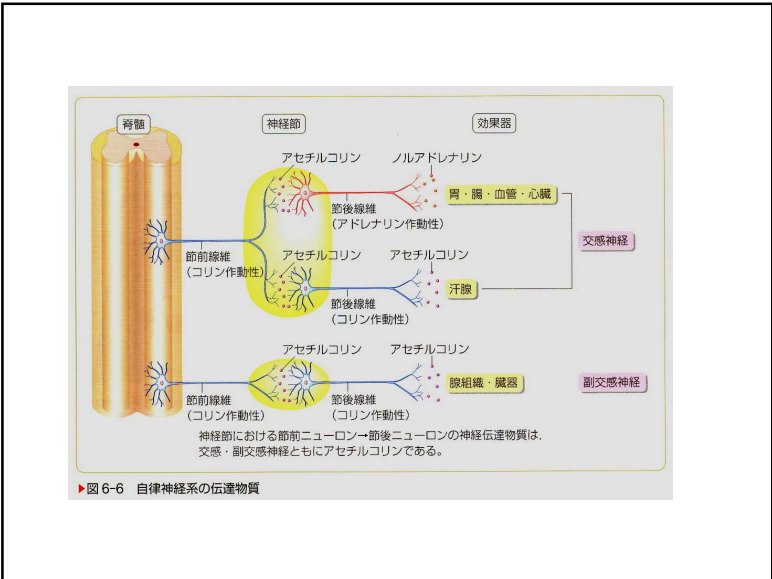 脊髄
神経節
効果器
アセチルコリン
ノルアドレナリン
胃・腸・血管・心臓
節後線維
(アドレナリン作動性)
交感神経
節前線維
(コリン作動性)
アセチルコリン
アセチルコリン
汗腺
節後線維
(コリン作動性)
アセチルコリン
アセチルコリン
腺組織・臓器
副交感神経
節前線維
(コリン作動性)
節後線維
(コリン作動性)
神経節における節前ニューロン→節後ニューロンの神経伝達物質は,
交感・副交感神経ともにアセチルコリンである。
▶図6-6 自律神経系の伝達物質